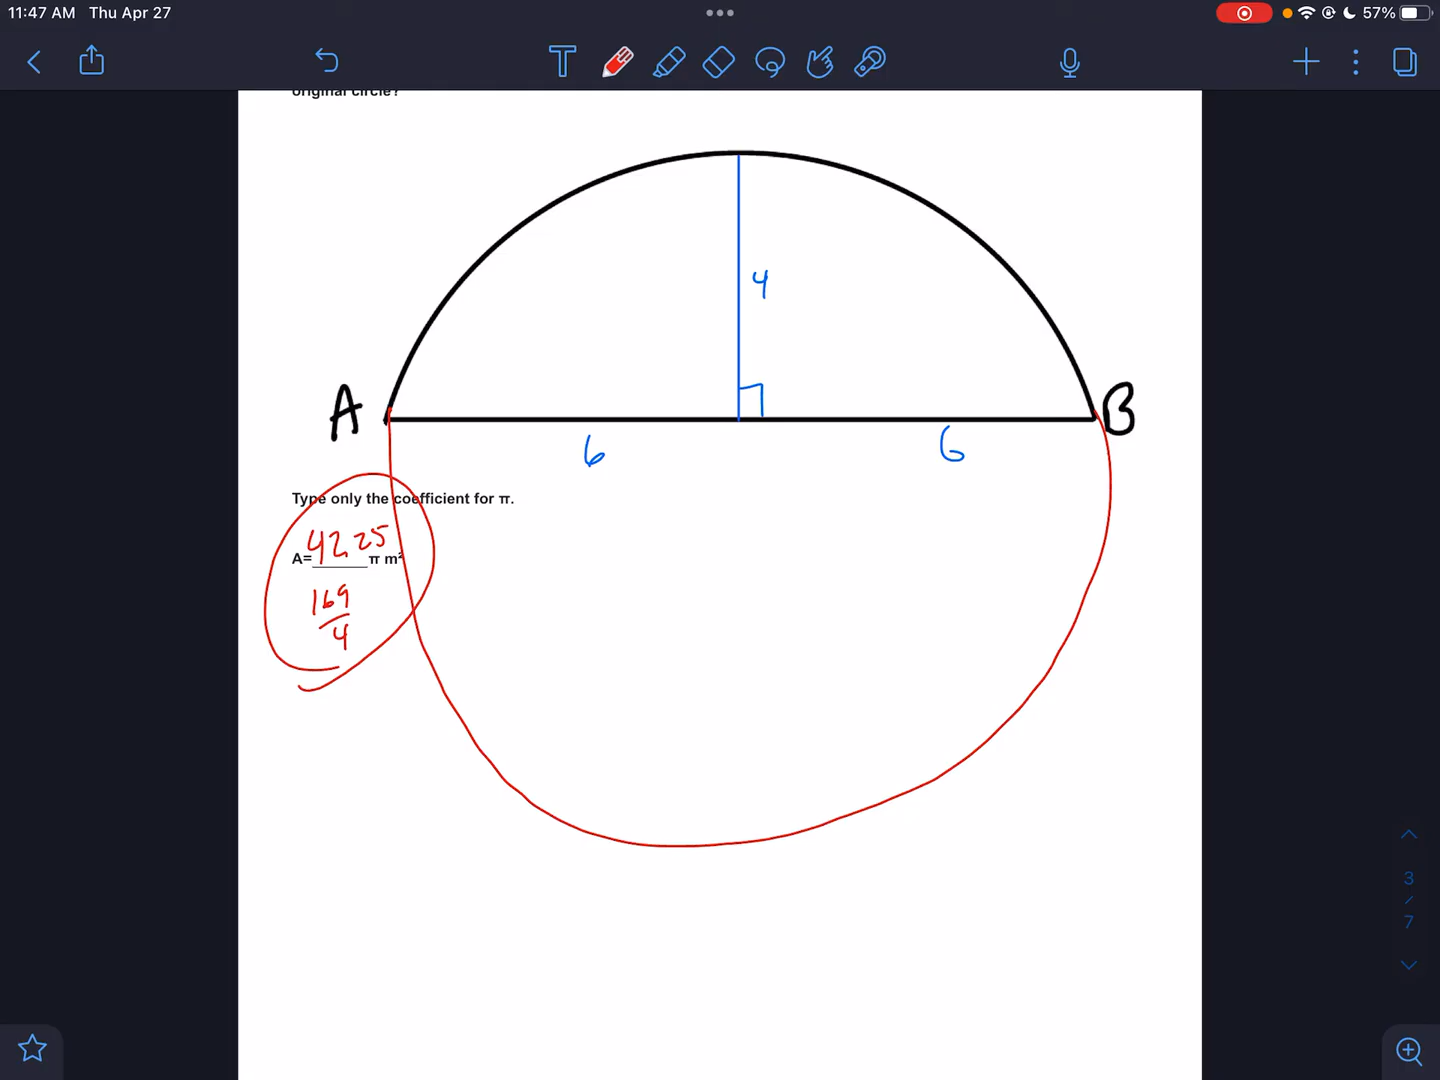 11:47 AM Thu Apr 27
57%
T
original circle?
4
A
B
6
6
Type only the coefficient for π.
42.25
A=______π m²
169
4
3
7